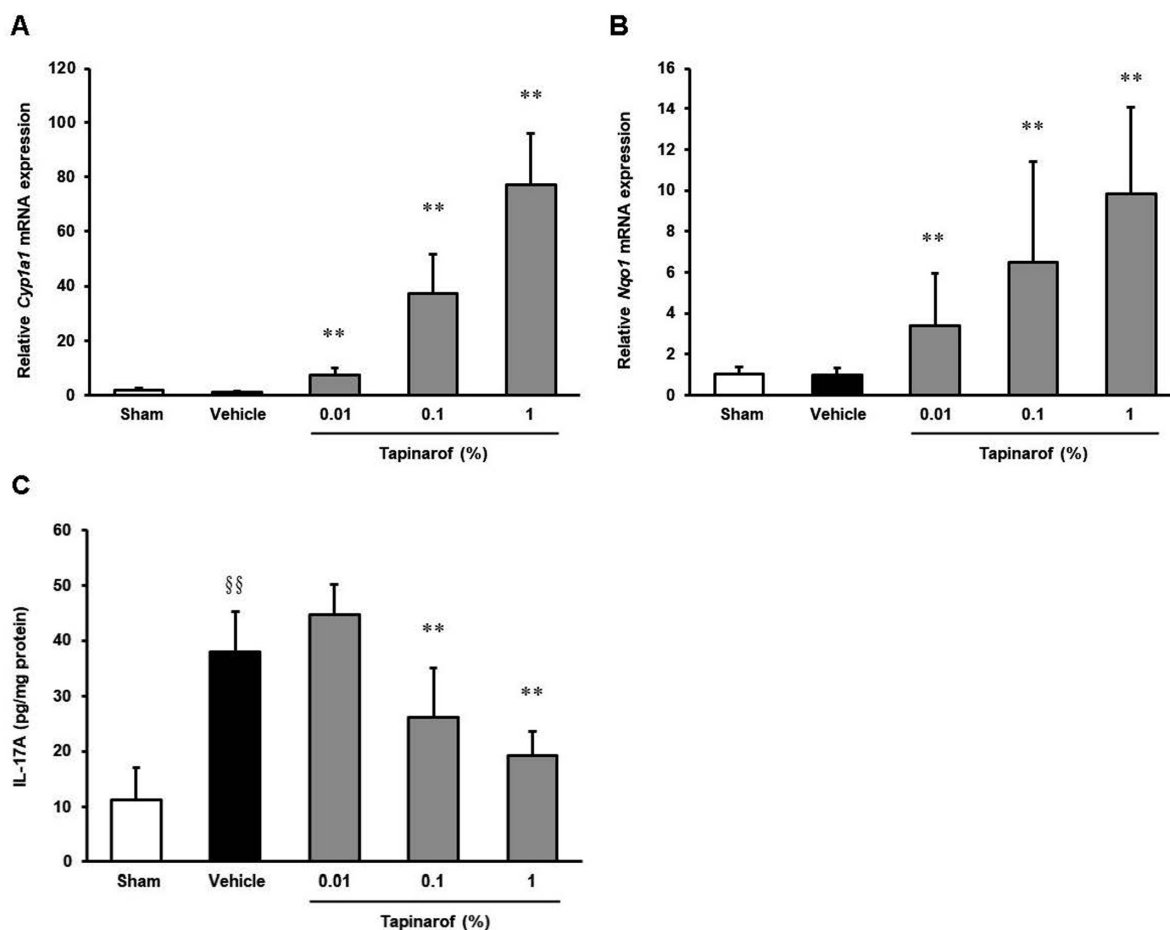 A
Relative Cyp1a1 mRNA expression
120
100
80
60
40
20
0
**
**
**
Sham Vehicle 0.01 0.1 1
Tapinarof (%)
B
Relative Nqo1 mRNA expression
16
14
12
10
8
6
4
2
0
**
**
**
Sham Vehicle 0.01 0.1 1
Tapinarof (%)
C
IL-17A (pg/mg protein)
60
50
40
30
20
10
0
§§
**
**
Sham Vehicle 0.01 0.1 1
Tapinarof (%)